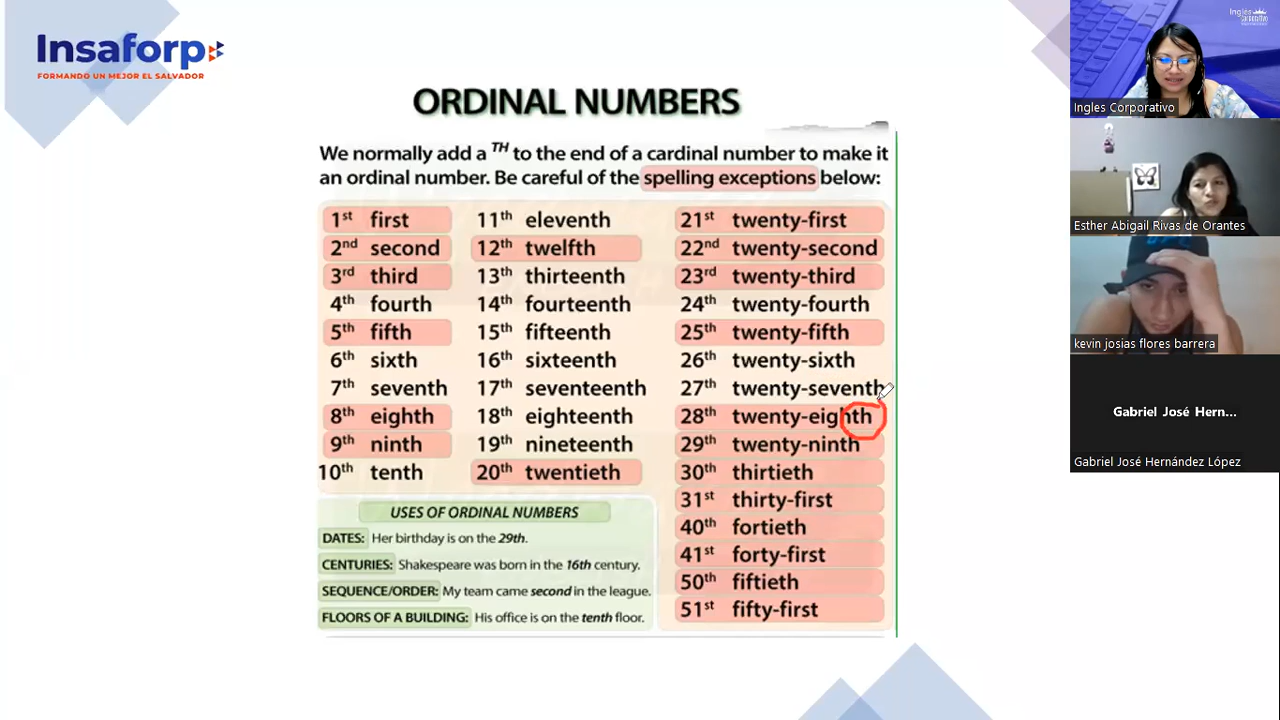 Insaforp
FORMANDO UN MEJOR EL SALVADOR
ORDINAL NUMBERS
We normally add a TH to the end of a cardinal number to make it
an ordinal number. Be careful of the spelling exceptions below:
1st first
2nd second
3rd third
4th fourth
5th fifth
6th sixth
7th seventh
8th eighth
9th ninth
10th tenth
11th eleventh
12th twelfth
13th thirteenth
14th fourteenth
15th fifteenth
16th sixteenth
17th seventeenth
18th eighteenth
19th nineteenth
20th twentieth
21st twenty-first
22nd twenty-second
23rd twenty-third
24th twenty-fourth
25th twenty-fifth
26th twenty-sixth
27th twenty-seventh
28th twenty-eighth
29th twenty-ninth
30th thirtieth
31st thirty-first
40th fortieth
41st forty-first
50th fiftieth
51st fifty-first
USES OF ORDINAL NUMBERS
DATES: Her birthday is on the 29th.
CENTURIES: Shakespeare was born in the 16th century.
SEQUENCE/ORDER: My team came second in the league.
FLOORS OF A BUILDING: His office is on the tenth floor.
Inglés
Ingles Corporativo
Esther Abigail Rivas de Orantes
kevin josias flores barrera
Gabriel José Hern...
Gabriel José Hernández López